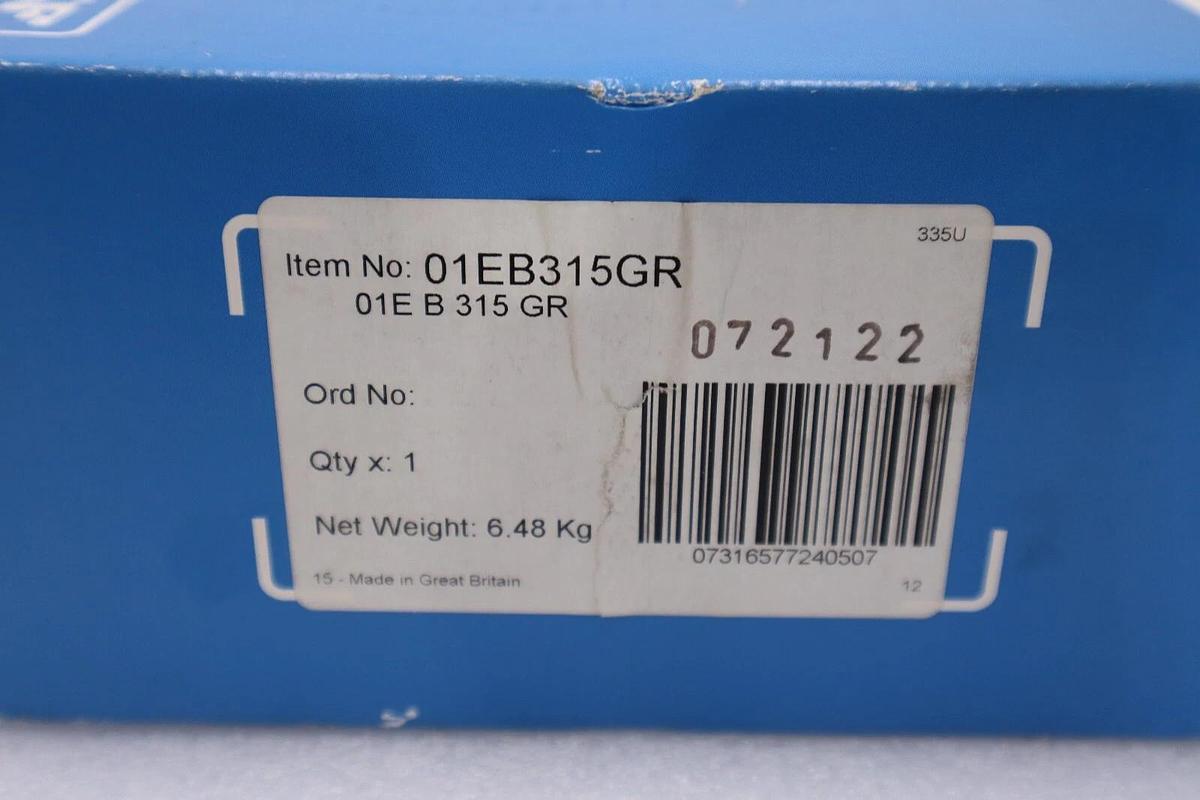 335U
Item No: 01EB315GR
01E B 315 GR
072122
Ord No:
Qty x: 1
Net Weight: 6.48 Kg
07316577240507
15 - Made in Great Britain
12